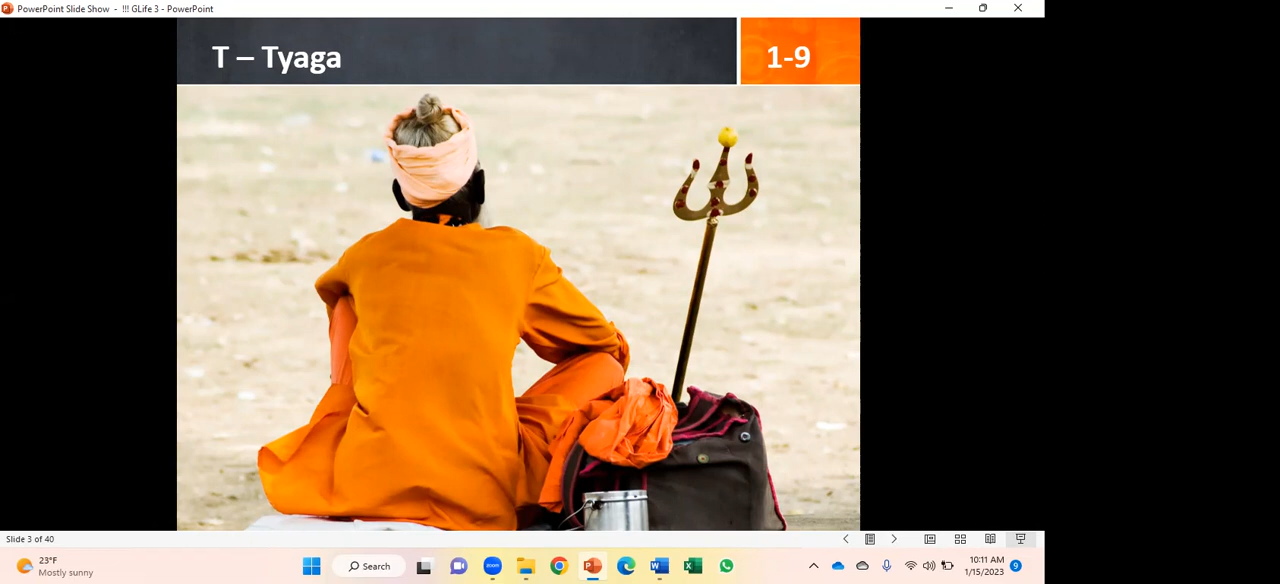 PowerPoint Slide Show - !!! GLife 3 - PowerPoint
T – Tyaga
1-9
Slide 3 of 40
23°F
Mostly sunny
Search
zoom
10:11 AM
1/15/2023
9